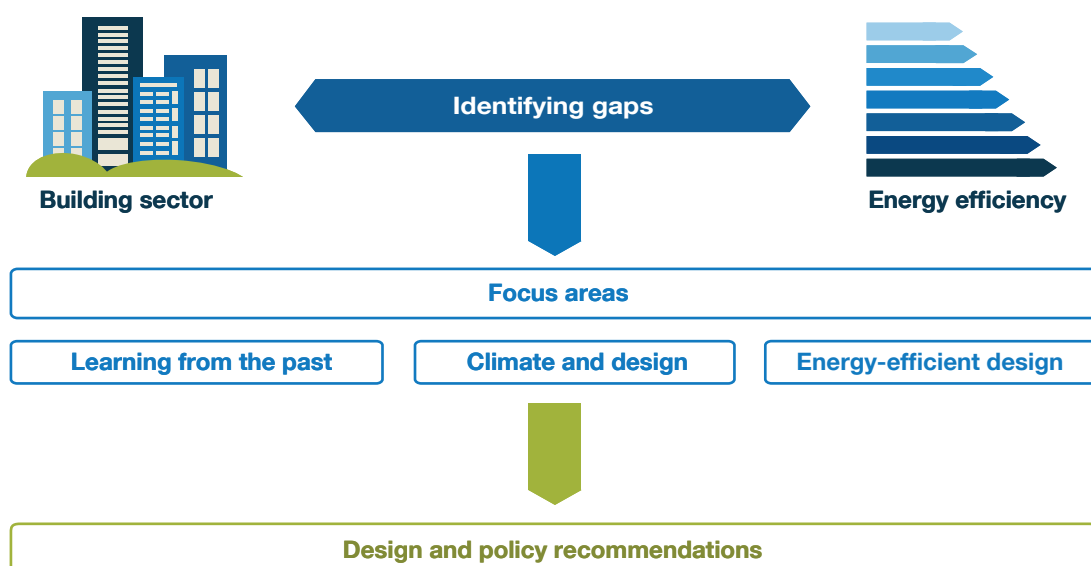 Identifying gaps
Building sector
Energy efficiency
Focus areas
Learning from the past
Climate and design
Energy-efficient design
Design and policy recommendations